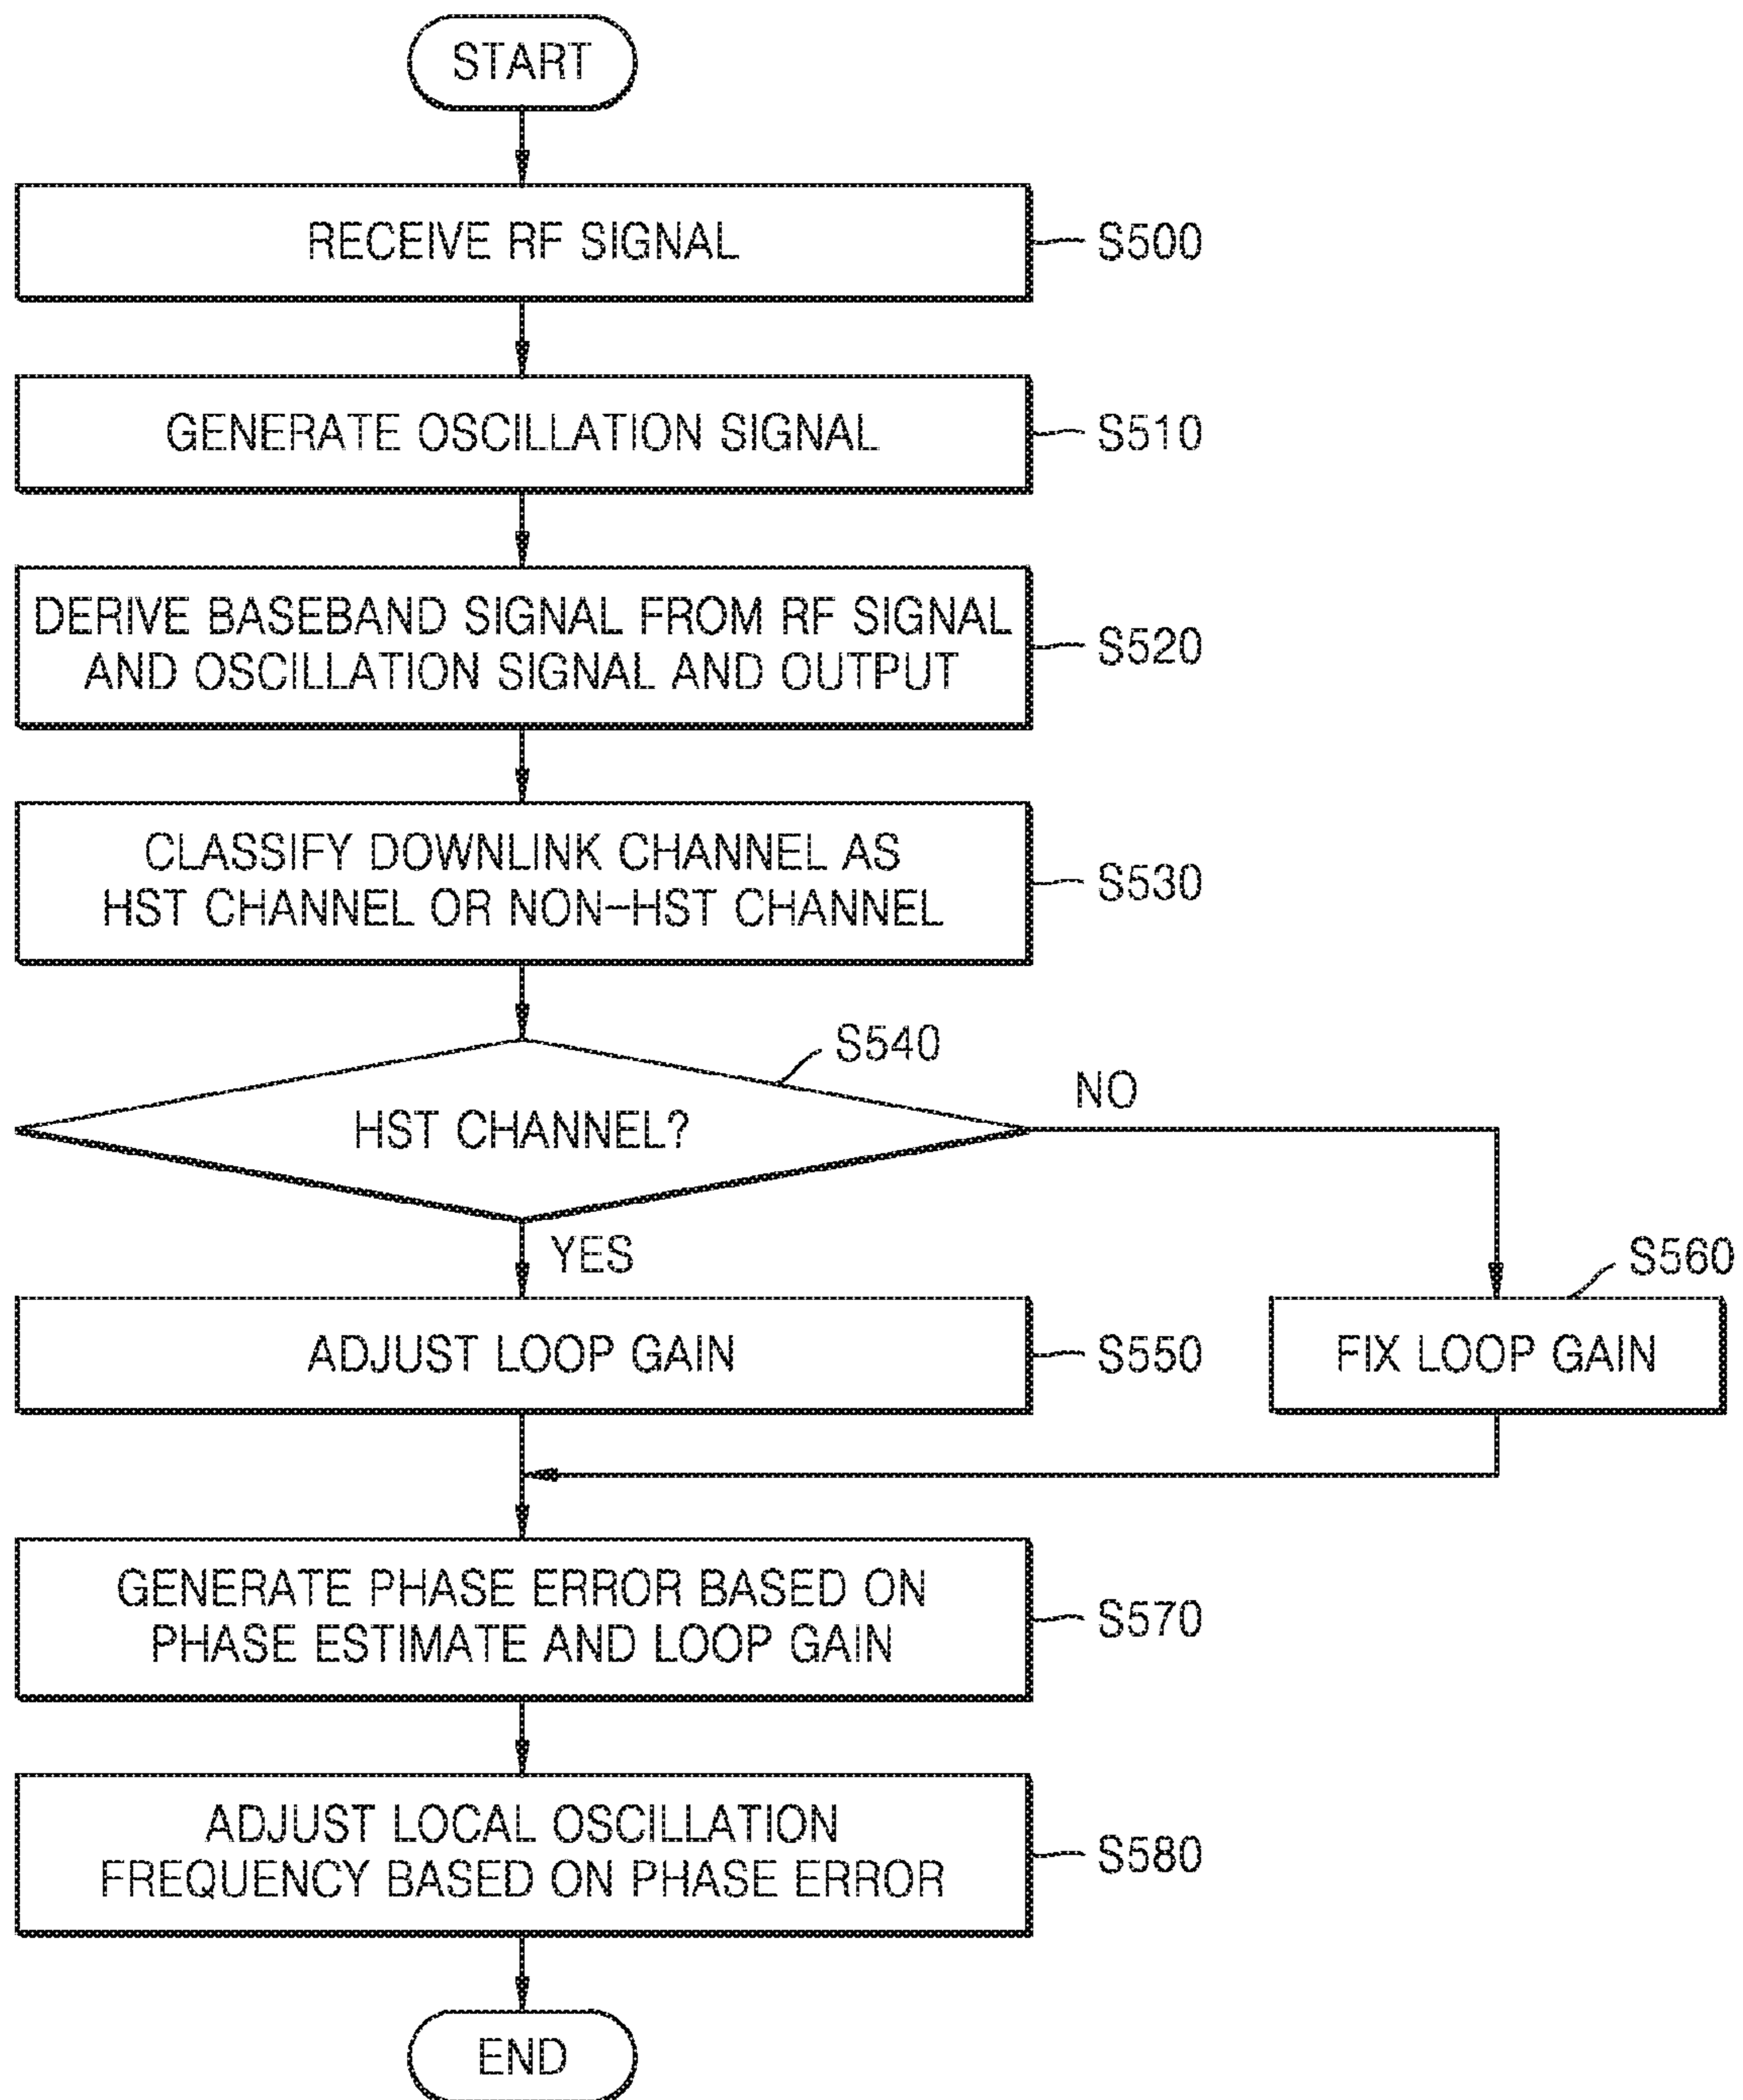 START
RECEIVE RF SIGNAL
S500
GENERATE OSCILLATION SIGNAL
S510
DERIVE BASEBAND SIGNAL FROM RF SIGNAL
AND OSCILLATION SIGNAL AND OUTPUT
S520
CLASSIFY DOWNLINK CHANNEL AS
HST CHANNEL OR NON-HST CHANNEL
S530
S540
HST CHANNEL?
NO
YES
S560
ADJUST LOOP GAIN
S550
FIX LOOP GAIN
GENERATE PHASE ERROR BASED ON
PHASE ESTIMATE AND LOOP GAIN
S570
ADJUST LOCAL OSCILLATION
FREQUENCY BASED ON PHASE ERROR
S580
END